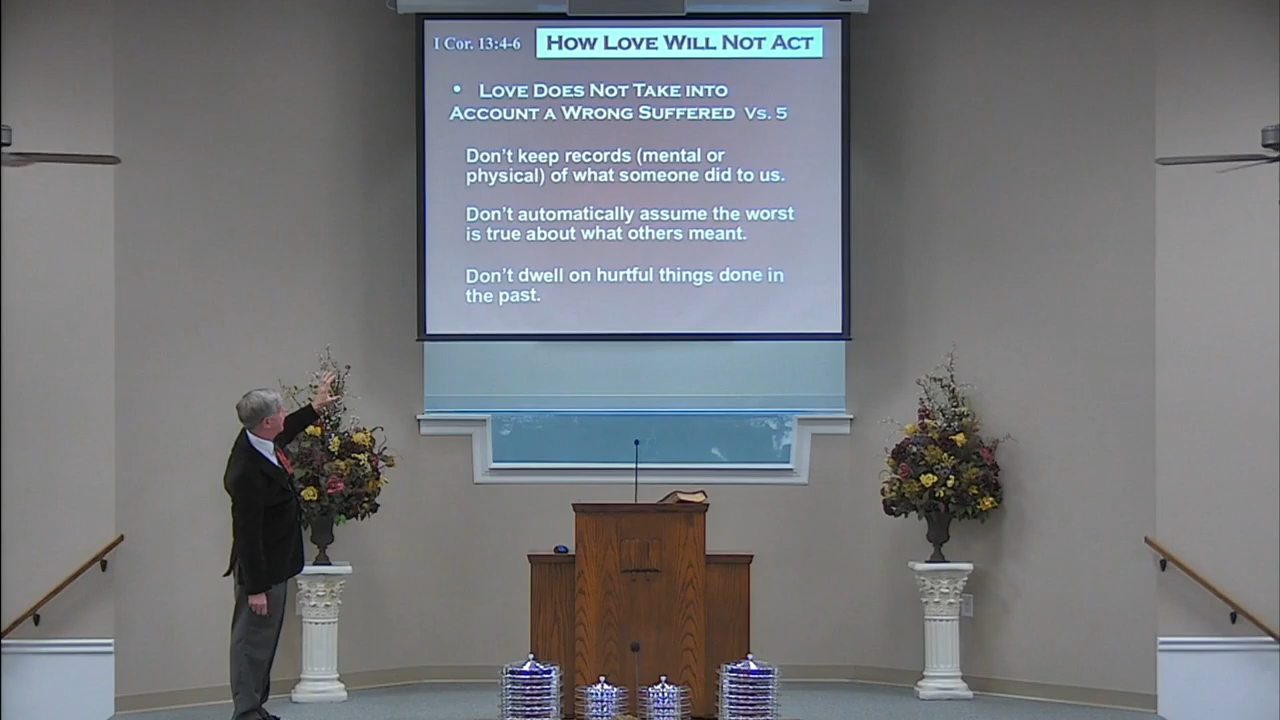 I Cor. 13:4-6
How Love Will Not Act
• Love Does Not Take into
Account a Wrong Suffered Vs. 5
Don't keep records (mental or
physical) of what someone did to us.
Don't automatically assume the worst
is true about what others meant.
Don't dwell on hurtful things done in
the past.